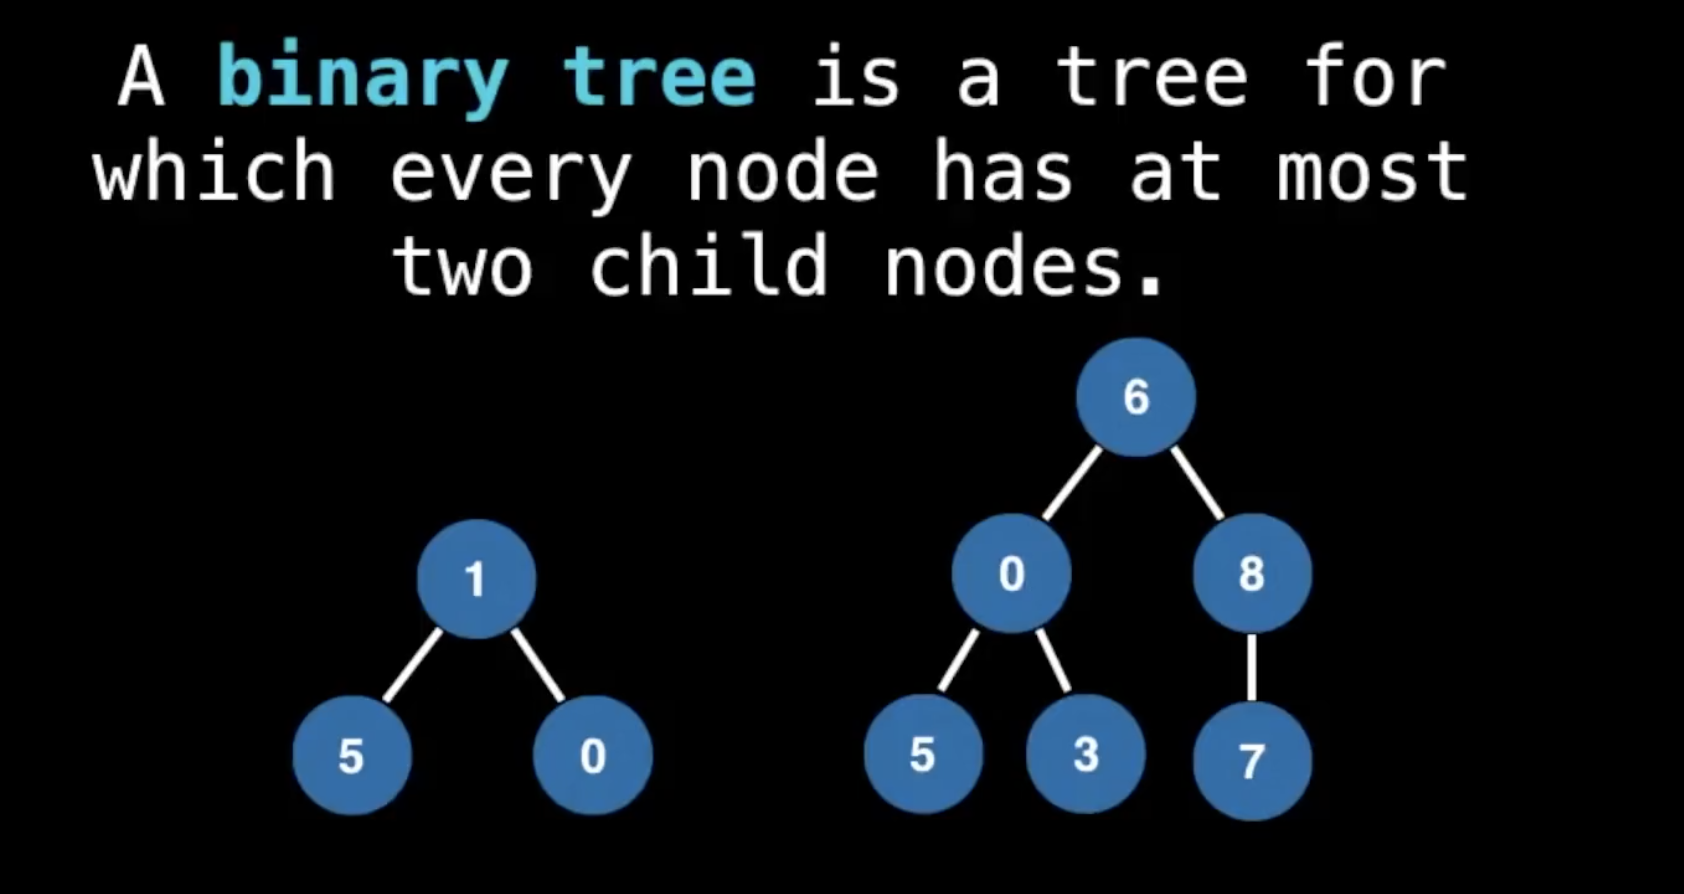 A binary tree is a tree for
which every node has at most
two child nodes.
6
0 8
1
5 3 7
5 0